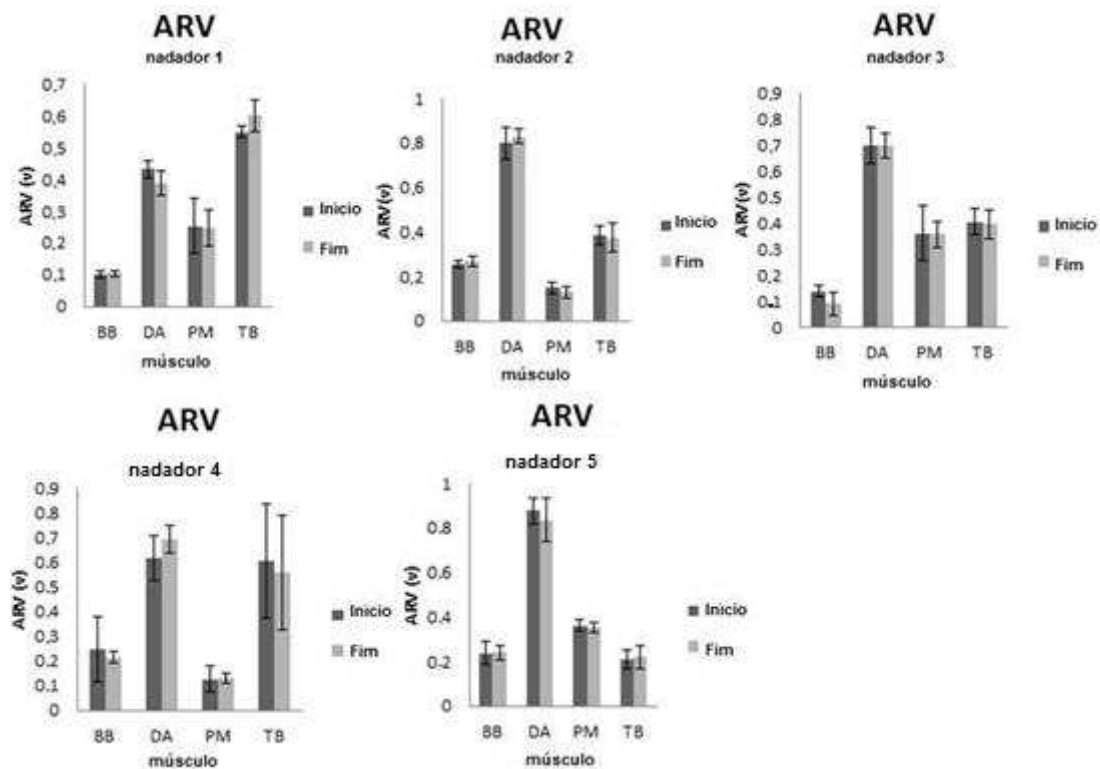 ARV
nadador 1
0,7
0,6
0,5
0,4
0,3
0,2
0,1
0
ARV (v)
BB DA PM TB
músculo
Inicio
Fim
ARV
nadador 2
1
0,8
0,6
0,4
0,2
0
ARV (v)
BB DA PM TB
músculo
Inicio
Fim
ARV
nadador 3
0,9
0,8
0,7
0,6
0,5
0,4
0,3
0,2
0,1
0
ARV(v)
BB DA PM TB
músculo
Inicio
Fim
ARV
nadador 4
0,9
0,8
0,7
0,6
0,5
0,4
0,3
0,2
0,1
0
ARV (v)
BB DA PM TB
músculo
Inicio
Fim
ARV
nadador 5
1
0,8
0,6
0,4
0,2
0
ARV (v)
BB DA PM TB
músculo
Inicio
Fim